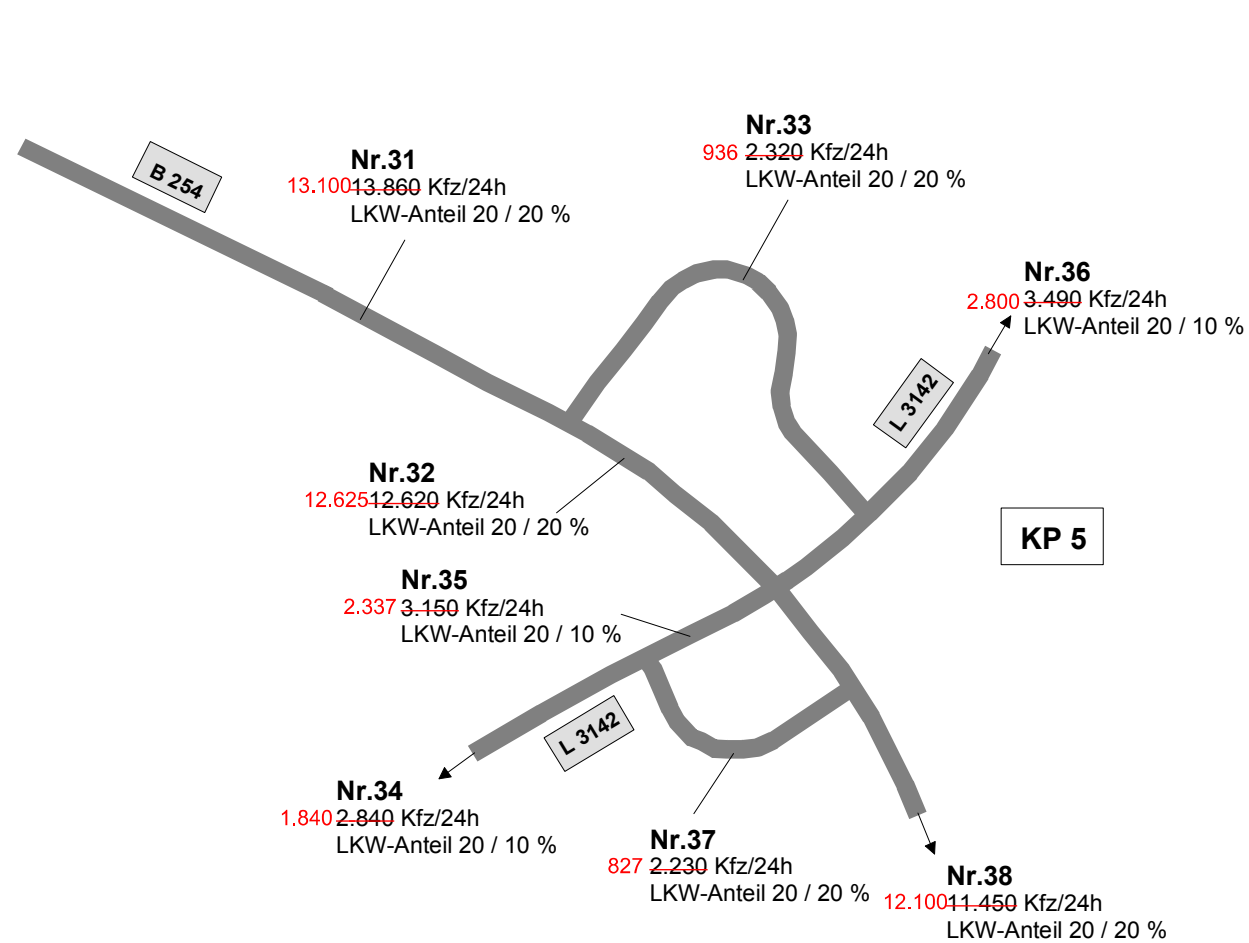 B 254
Nr.31
13.100 13.860 Kfz/24h
LKW-Anteil 20 / 20 %
Nr.33
936 2.320 Kfz/24h
LKW-Anteil 20 / 20 %
Nr.36
2.800 3.490 Kfz/24h
LKW-Anteil 20 / 10 %
L 3142
Nr.32
12.625 12.620 Kfz/24h
LKW-Anteil 20 / 20 %
KP 5
Nr.35
2.337 3.150 Kfz/24h
LKW-Anteil 20 / 10 %
L 3142
Nr.34
1.840 2.840 Kfz/24h
LKW-Anteil 20 / 10 %
Nr.37
827 2.230 Kfz/24h
LKW-Anteil 20 / 20 %
Nr.38
12.100 11.450 Kfz/24h
LKW-Anteil 20 / 20 %